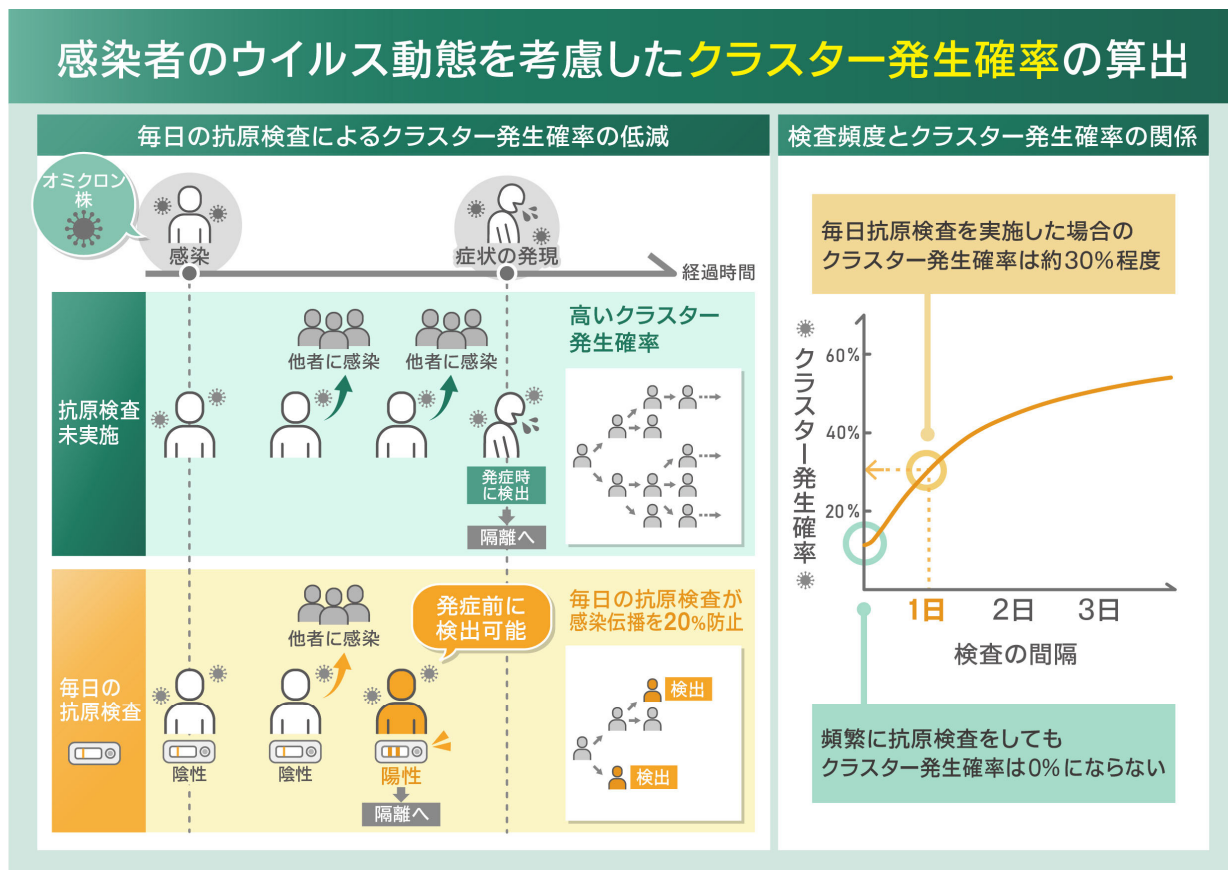 感染者のウイルス動態を考慮したクラスター発生確率の算出
毎日の抗原検査によるクラスター発生確率の低減
オミクロン
株
感染
症状の発現
経過時間
抗原検査
未実施
他者に感染
他者に感染
発症時
に検出
隔離へ
高いクラスター
発生確率
毎日の
抗原検査
陰性
他者に感染
陰性
発症前に
検出可能
陽性
隔離へ
毎日の抗原検査が
感染伝播を20%防止
検出
検出
検査頻度とクラスター発生確率の関係
毎日抗原検査を実施した場合の
クラスター発生確率は約30%程度
クラスター発生確率
60%
40%
20%
1日
2日
3日
検査の間隔
頻繁に抗原検査をしても
クラスター発生確率は0%にならない